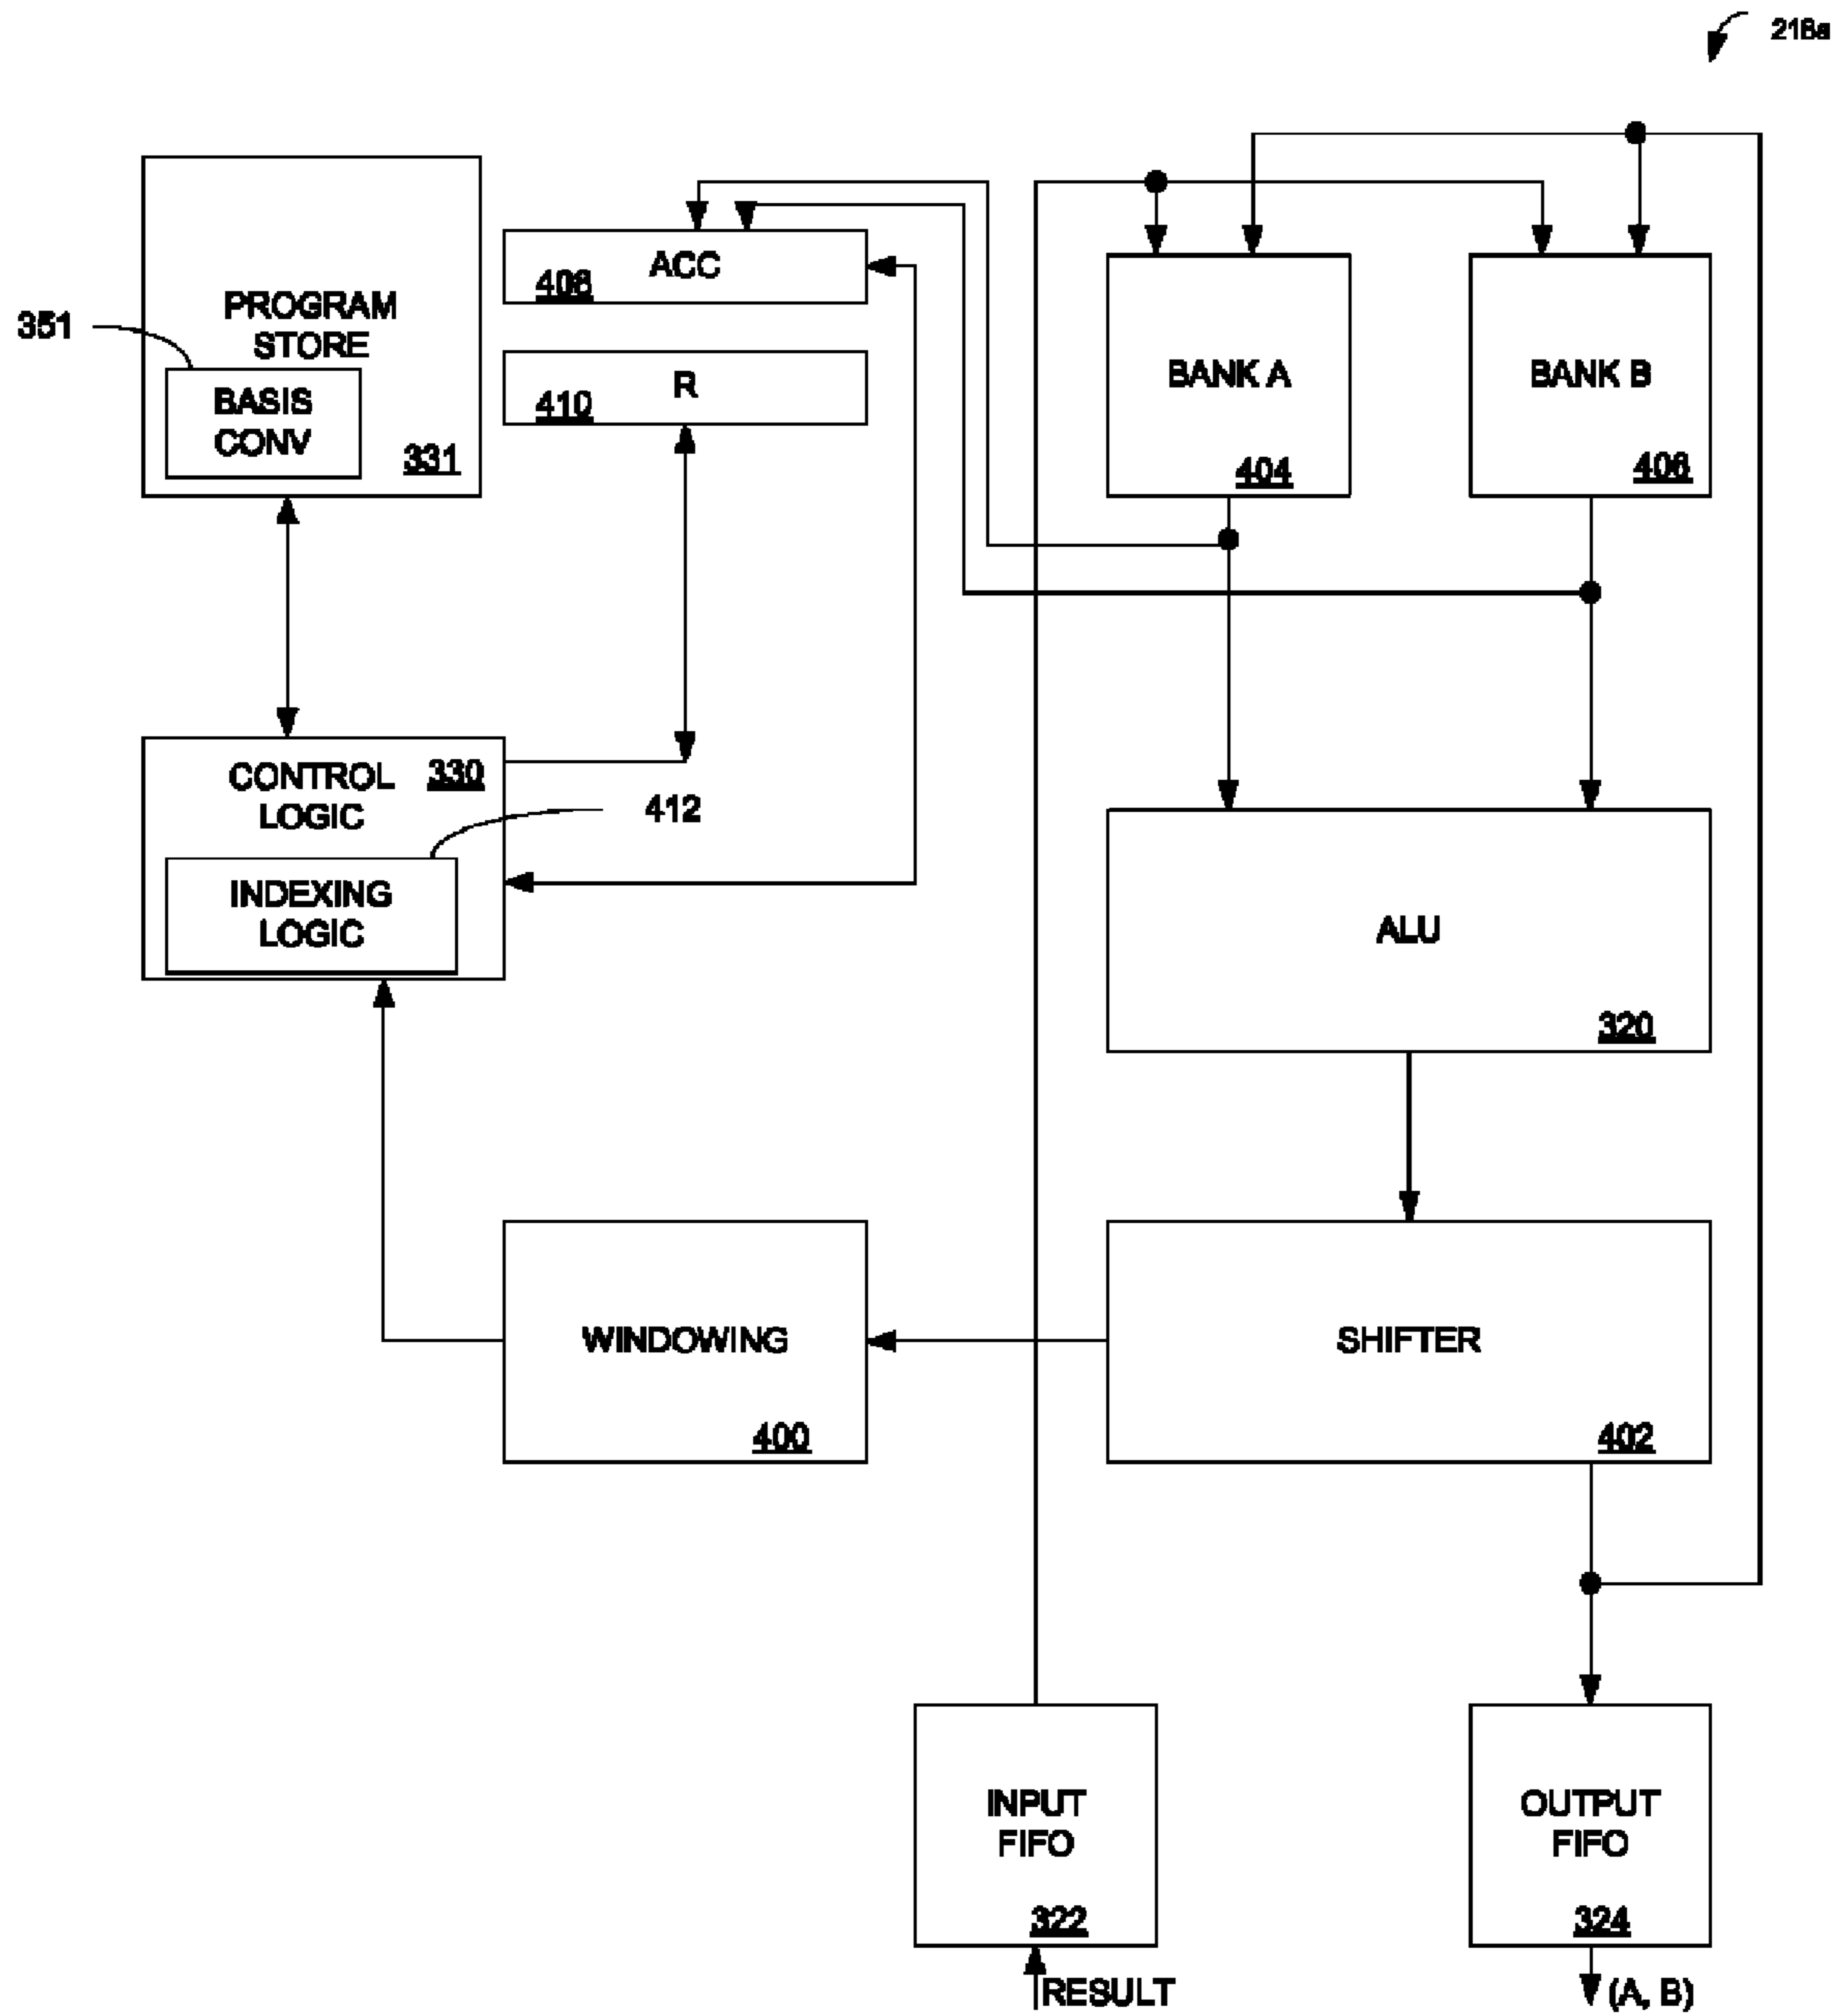 218a
PROGRAM
STORE
351
BASIS
CONV
331
ACC
408
R
410
BANK A
404
BANK B
406
CONTROL
LOGIC
330
412
INDEXING
LOGIC
ALU
320
WINDOWING
400
SHIFTER
402
INPUT
FIFO
322
OUTPUT
FIFO
324
RESULT
(A, B)